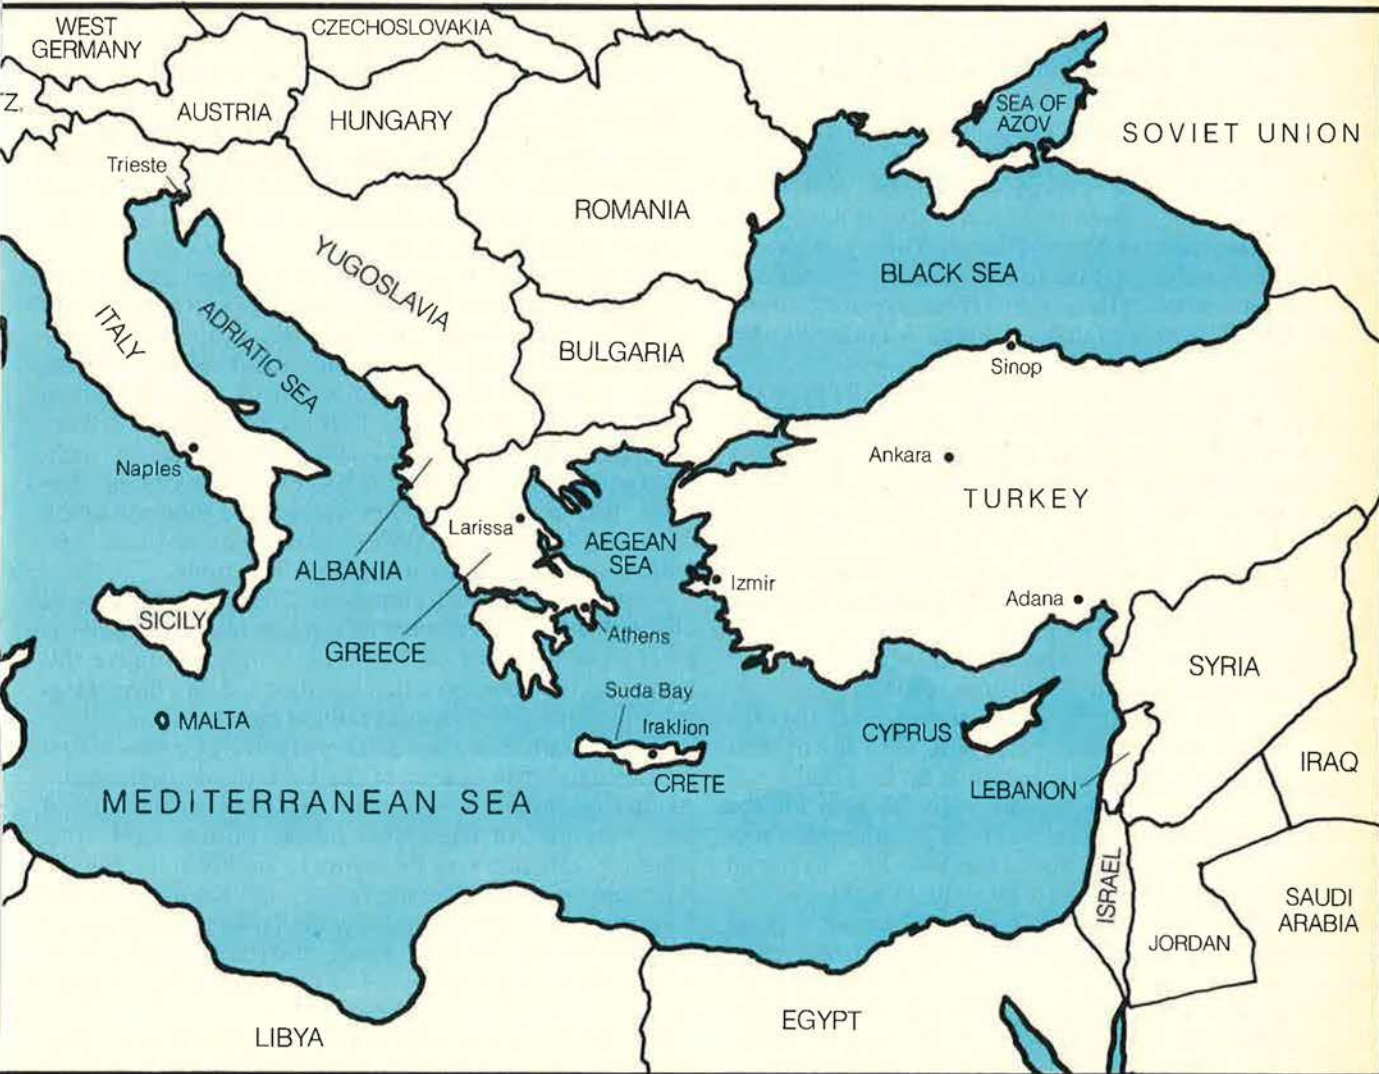 WEST
GERMANY
CZECHOSLOVAKIA
TZ.
AUSTRIA
HUNGARY
SEA OF
AZOV
SOVIET UNION
Trieste
ROMANIA
YUGOSLAVIA
BLACK SEA
ITALY
ADRIATIC SEA
BULGARIA
Sinop
Naples
Ankara
TURKEY
Larissa
AEGEAN
SEA
ALBANIA
Izmir
Adana
SICILY
Athens
GREECE
SYRIA
Suda Bay
MALTA
Iraklion
CYPRUS
IRAQ
CRETE
LEBANON
MEDITERRANEAN SEA
ISRAEL
SAUDI
ARABIA
JORDAN
EGYPT
LIBYA